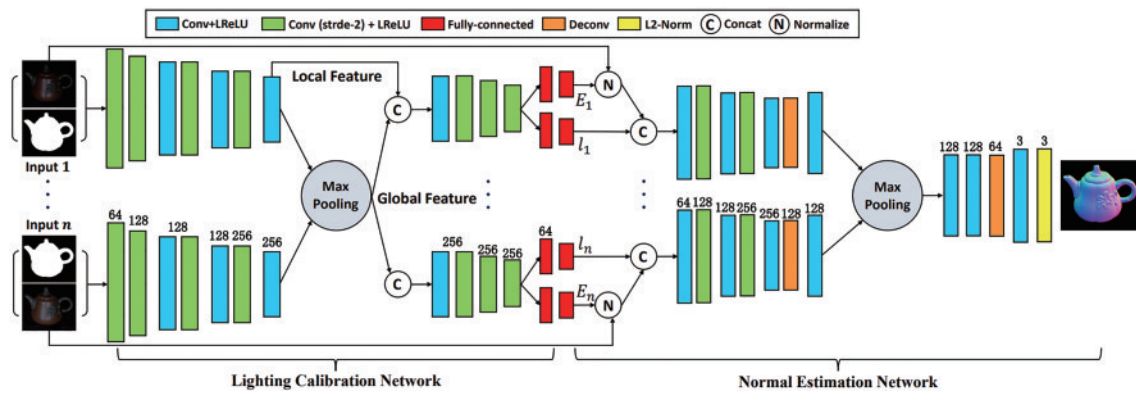 Conv+LReLU Conv (strde-2) + LReLU Fully-connected Deconv L2-Norm C Concat N Normalize
Local Feature
Input 1
C
E1
N
l1
C
Max Pooling
Global Feature
Max Pooling
128 128 64 3 3
Input n
64 128 128 128 256 256
C
256 256 256 64
ln
En
C
N
64 128 128 256 256 128 128
Lighting Calibration Network
Normal Estimation Network